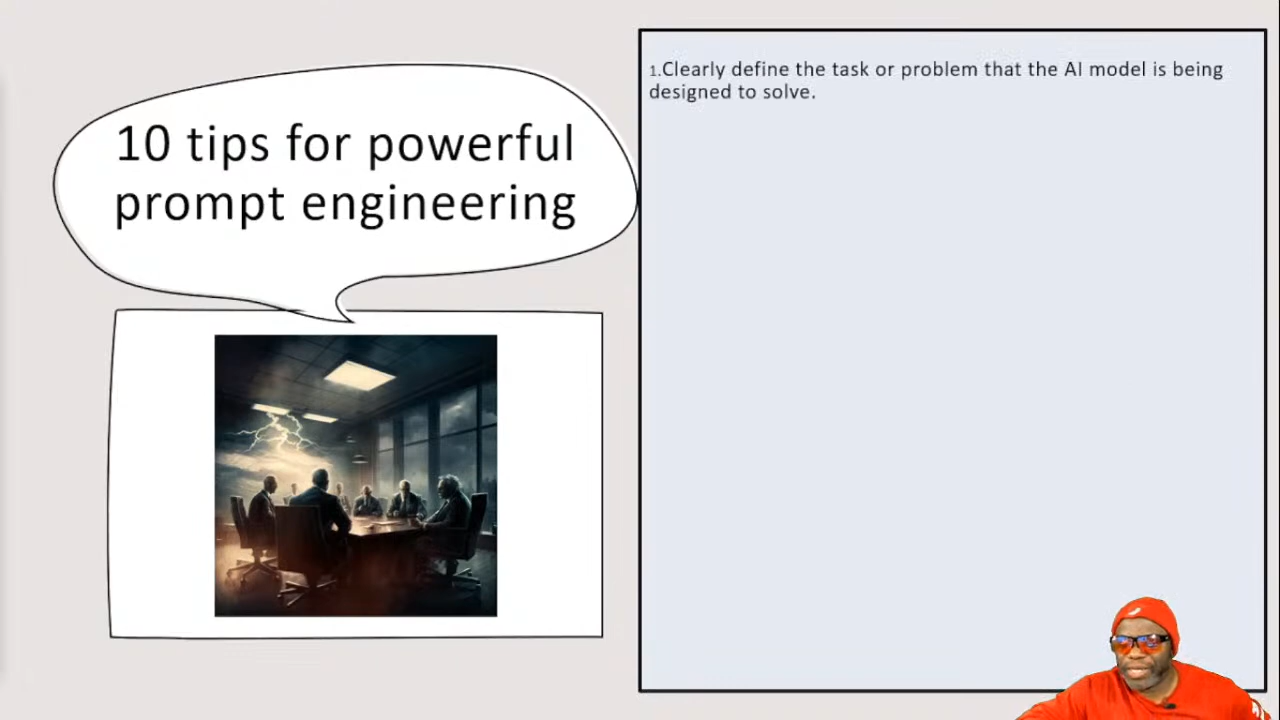 10 tips for powerful
prompt engineering
1.Clearly define the task or problem that the AI model is being
designed to solve.